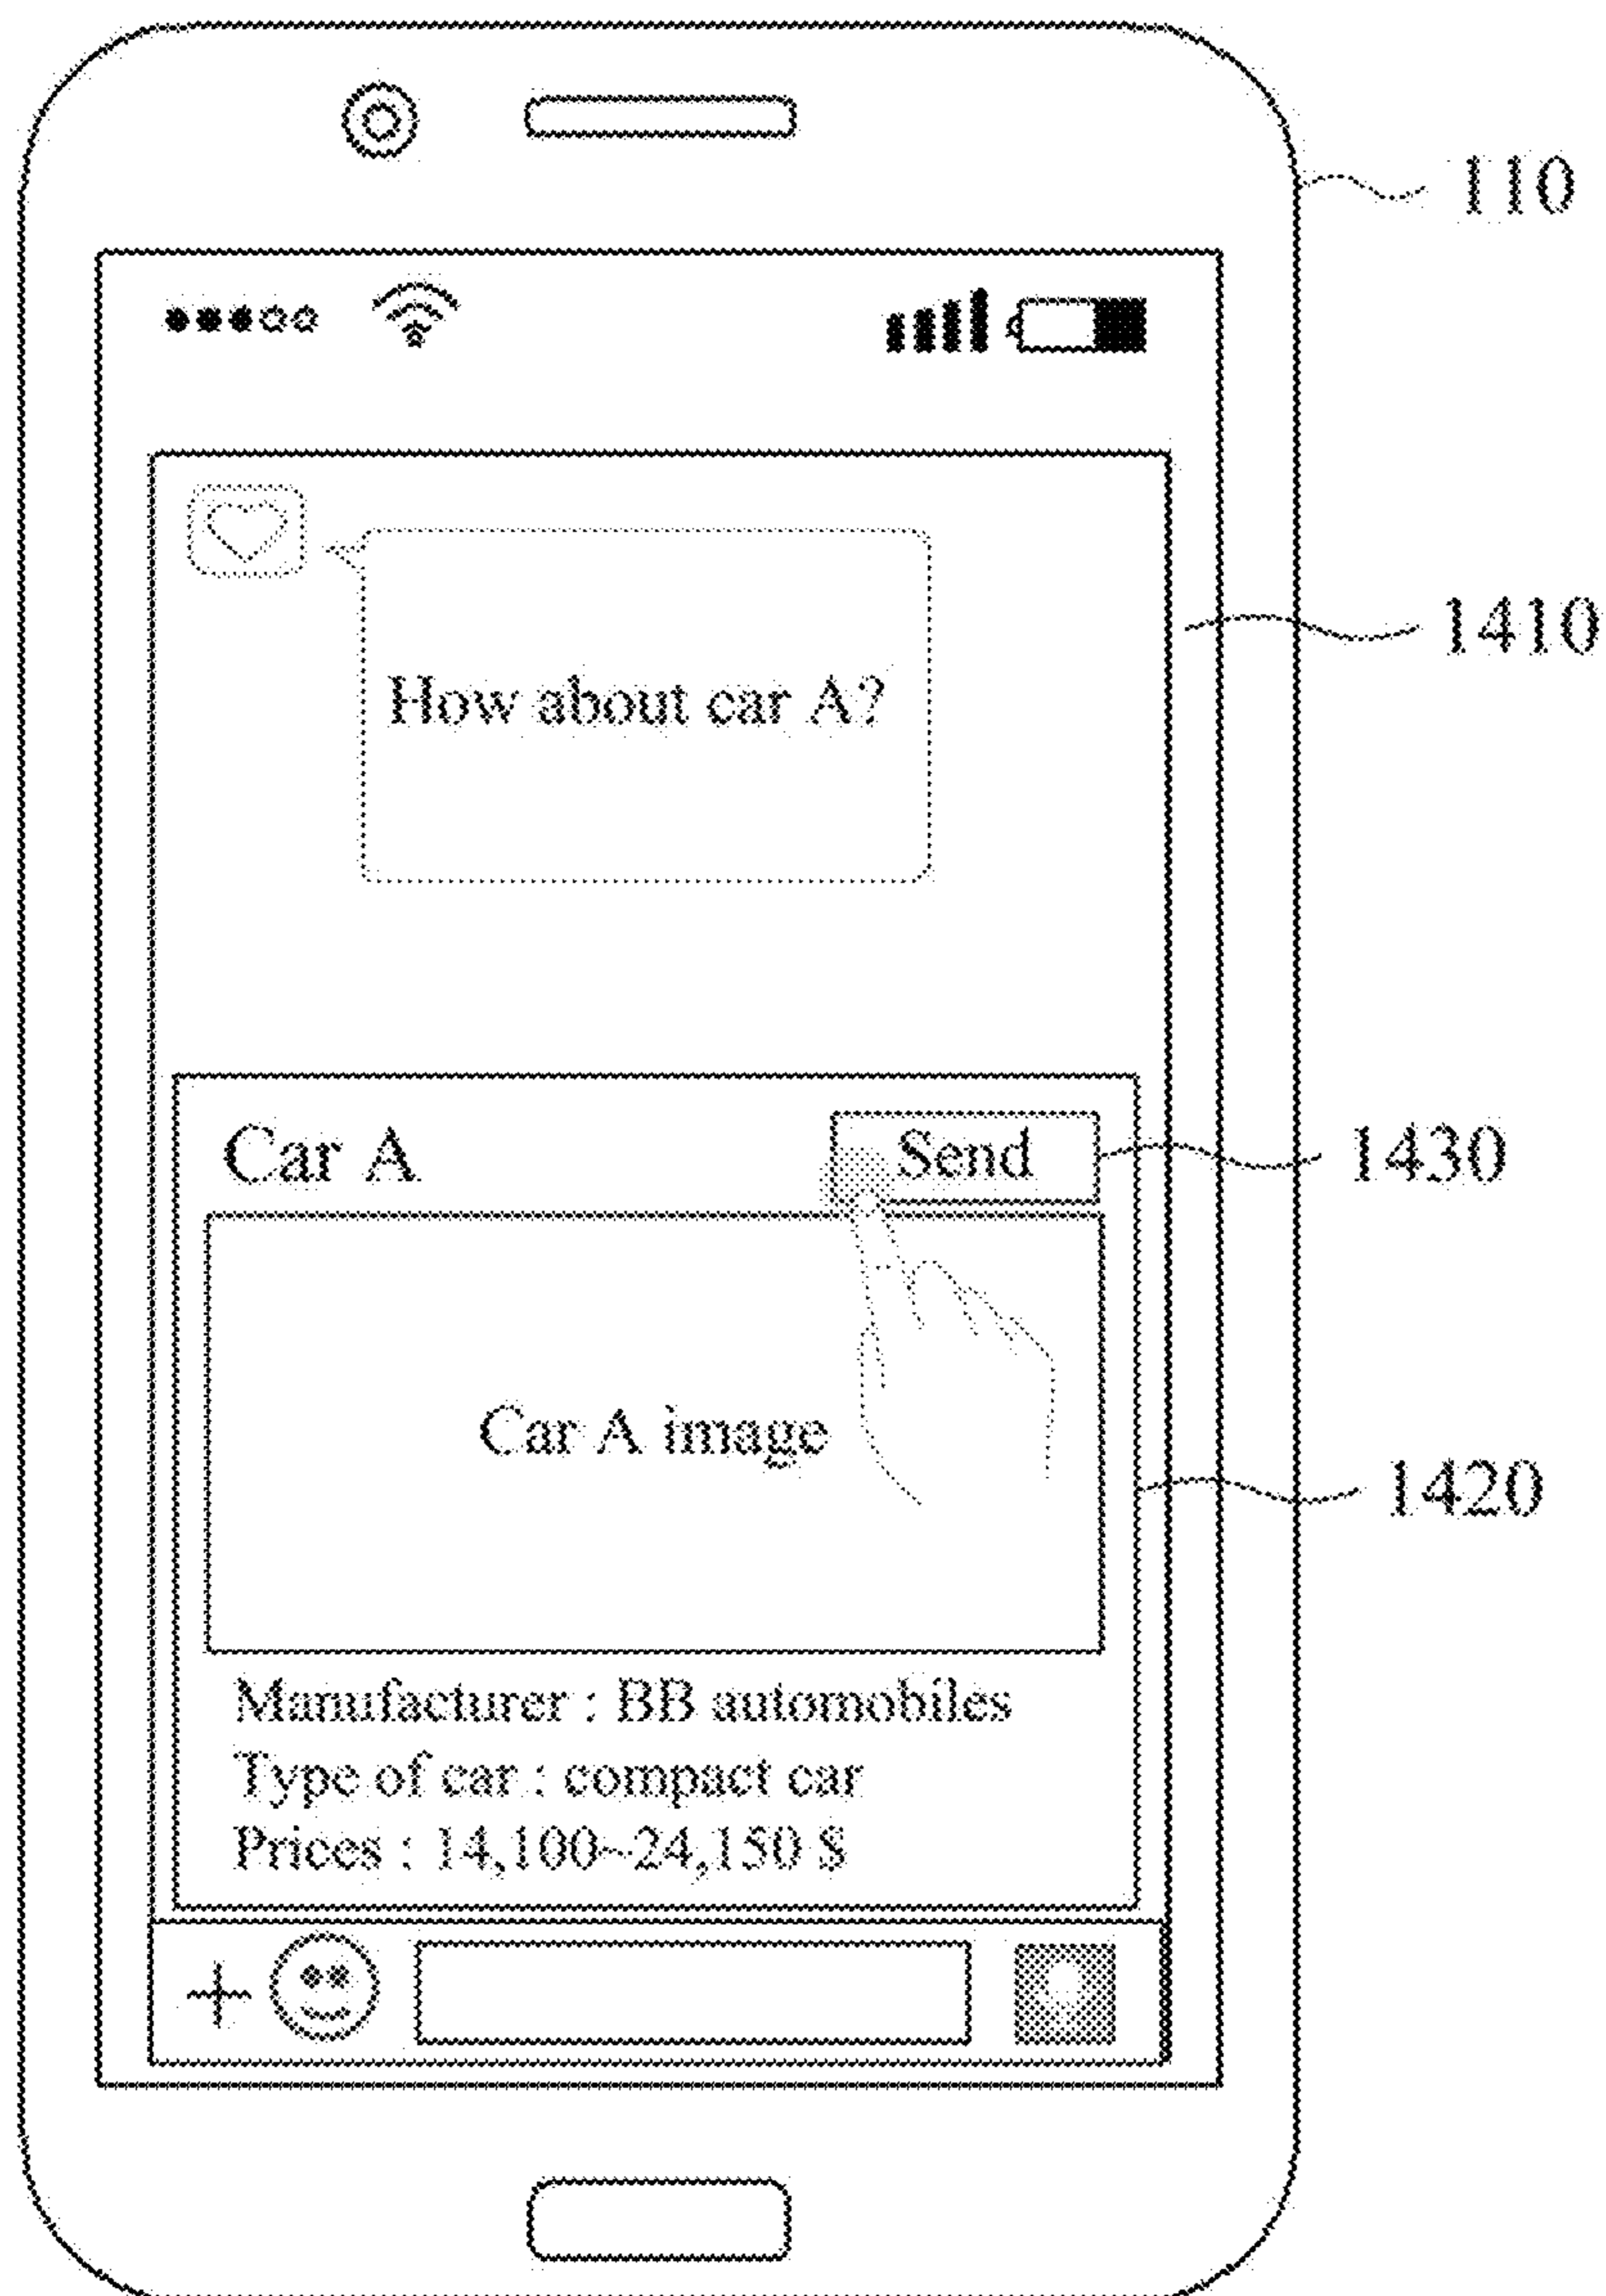 110
1410
How about car A?
Car A
Send
1430
Car A image
1420
Manufacturer : BB automobiles
Type of car : compact car
Prices : 14,100~24,150 $